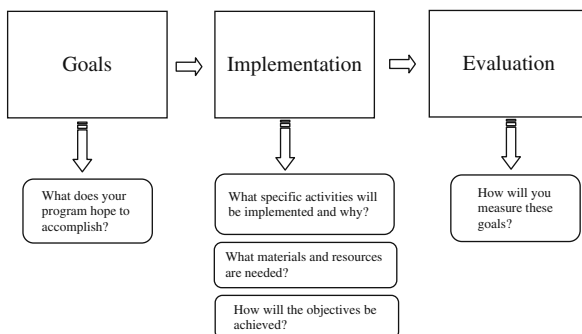 Goals
Implementation
Evaluation
What does your
program hope to
accomplish?
What specific activities will
be implemented and why?
What materials and resources
are needed?
How will the objectives be
achieved?
How will you
measure these
goals?